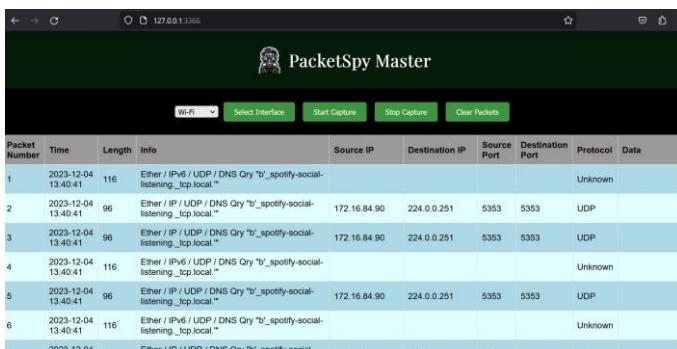 127.0.0.1:3366
PacketSpy Master
Wi-Fi Select Interface Start Capture Stop Capture Clear Packets
Packet Number Time Length Info Source IP Destination IP Source Port Destination Port Protocol Data
1 2023-12-04 13:40:41 116 Ether / IPv6 / UDP / DNS Qry "b'_spotify-social-listening._tcp.local.'" Unknown
2 2023-12-04 13:40:41 96 Ether / IP / UDP / DNS Qry "b'_spotify-social-listening._tcp.local.'" 172.16.84.90 224.0.0.251 5353 5353 UDP
3 2023-12-04 13:40:41 96 Ether / IP / UDP / DNS Qry "b'_spotify-social-listening._tcp.local.'" 172.16.84.90 224.0.0.251 5353 5353 UDP
4 2023-12-04 13:40:41 116 Ether / IPv6 / UDP / DNS Qry "b'_spotify-social-listening._tcp.local.'" Unknown
5 2023-12-04 13:40:41 96 Ether / IP / UDP / DNS Qry "b'_spotify-social-listening._tcp.local.'" 172.16.84.90 224.0.0.251 5353 5353 UDP
6 2023-12-04 13:40:41 116 Ether / IPv6 / UDP / DNS Qry "b'_spotify-social-listening._tcp.local.'" Unknown